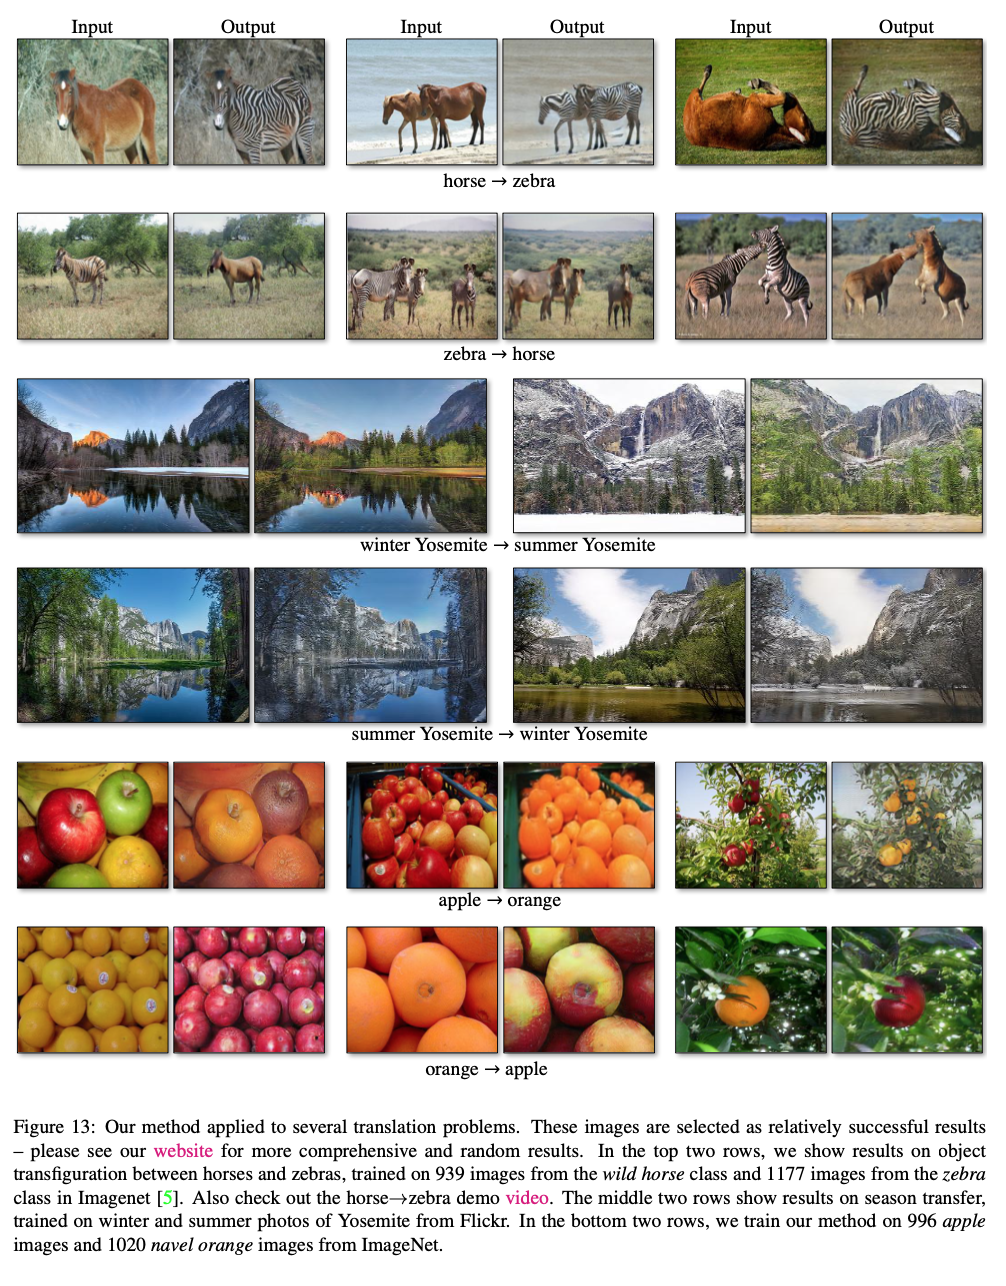 Input Output Input Output Input Output
horse → zebra
zebra → horse
winter Yosemite → summer Yosemite
summer Yosemite → winter Yosemite
apple → orange
orange → apple
Figure 13: Our method applied to several translation problems. These images are selected as relatively successful results
– please see our website for more comprehensive and random results. In the top two rows, we show results on object
transfiguration between horses and zebras, trained on 939 images from the wild horse class and 1177 images from the zebra
class in Imagenet [5]. Also check out the horse→zebra demo video. The middle two rows show results on season transfer,
trained on winter and summer photos of Yosemite from Flickr. In the bottom two rows, we train our method on 996 apple
images and 1020 navel orange images from ImageNet.